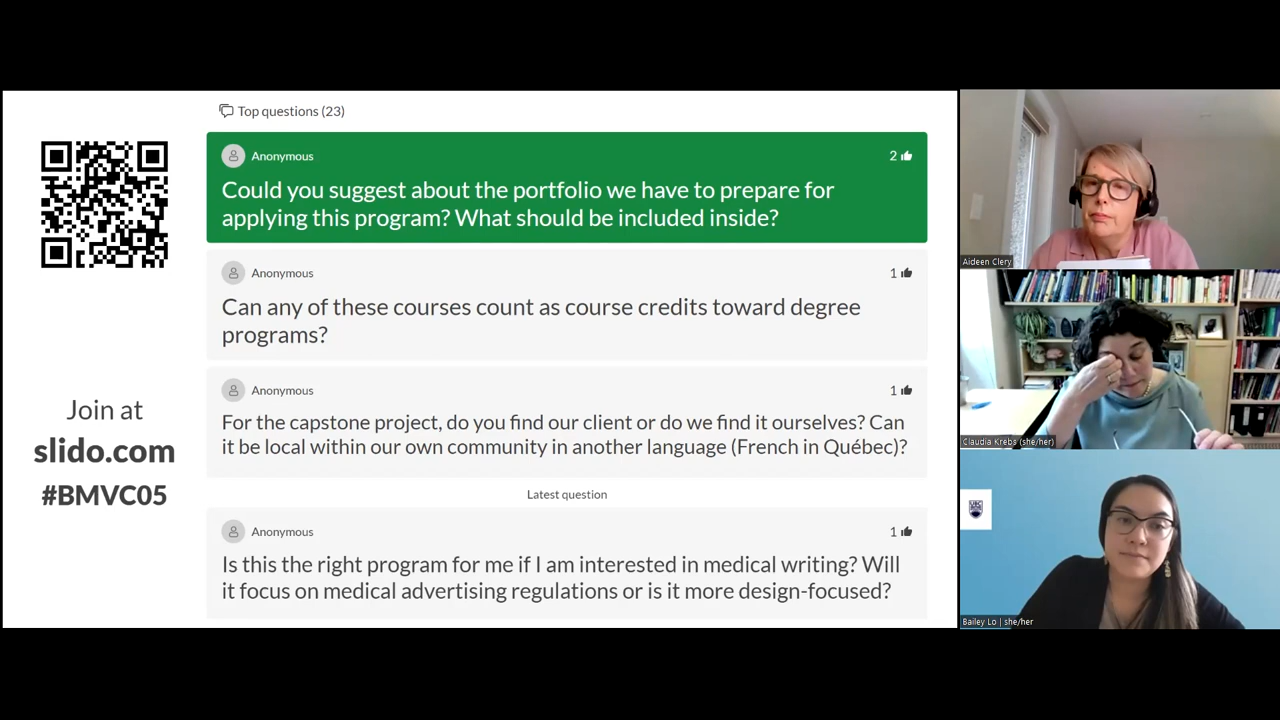 Top questions (23)
Anonymous
2
Could you suggest about the portfolio we have to prepare for
applying this program? What should be included inside?
Anonymous
1
Can any of these courses count as course credits toward degree
programs?
Anonymous
1
For the capstone project, do you find our client or do we find it ourselves? Can
it be local within our own community in another language (French in Québec)?
Latest question
Anonymous
1
Is this the right program for me if I am interested in medical writing? Will
it focus on medical advertising regulations or is it more design-focused?
Join at
slido.com
#BMVC05
Aideen Clery
Claudia Krebs (she/her)
UBC
Bailey Lo | she/her